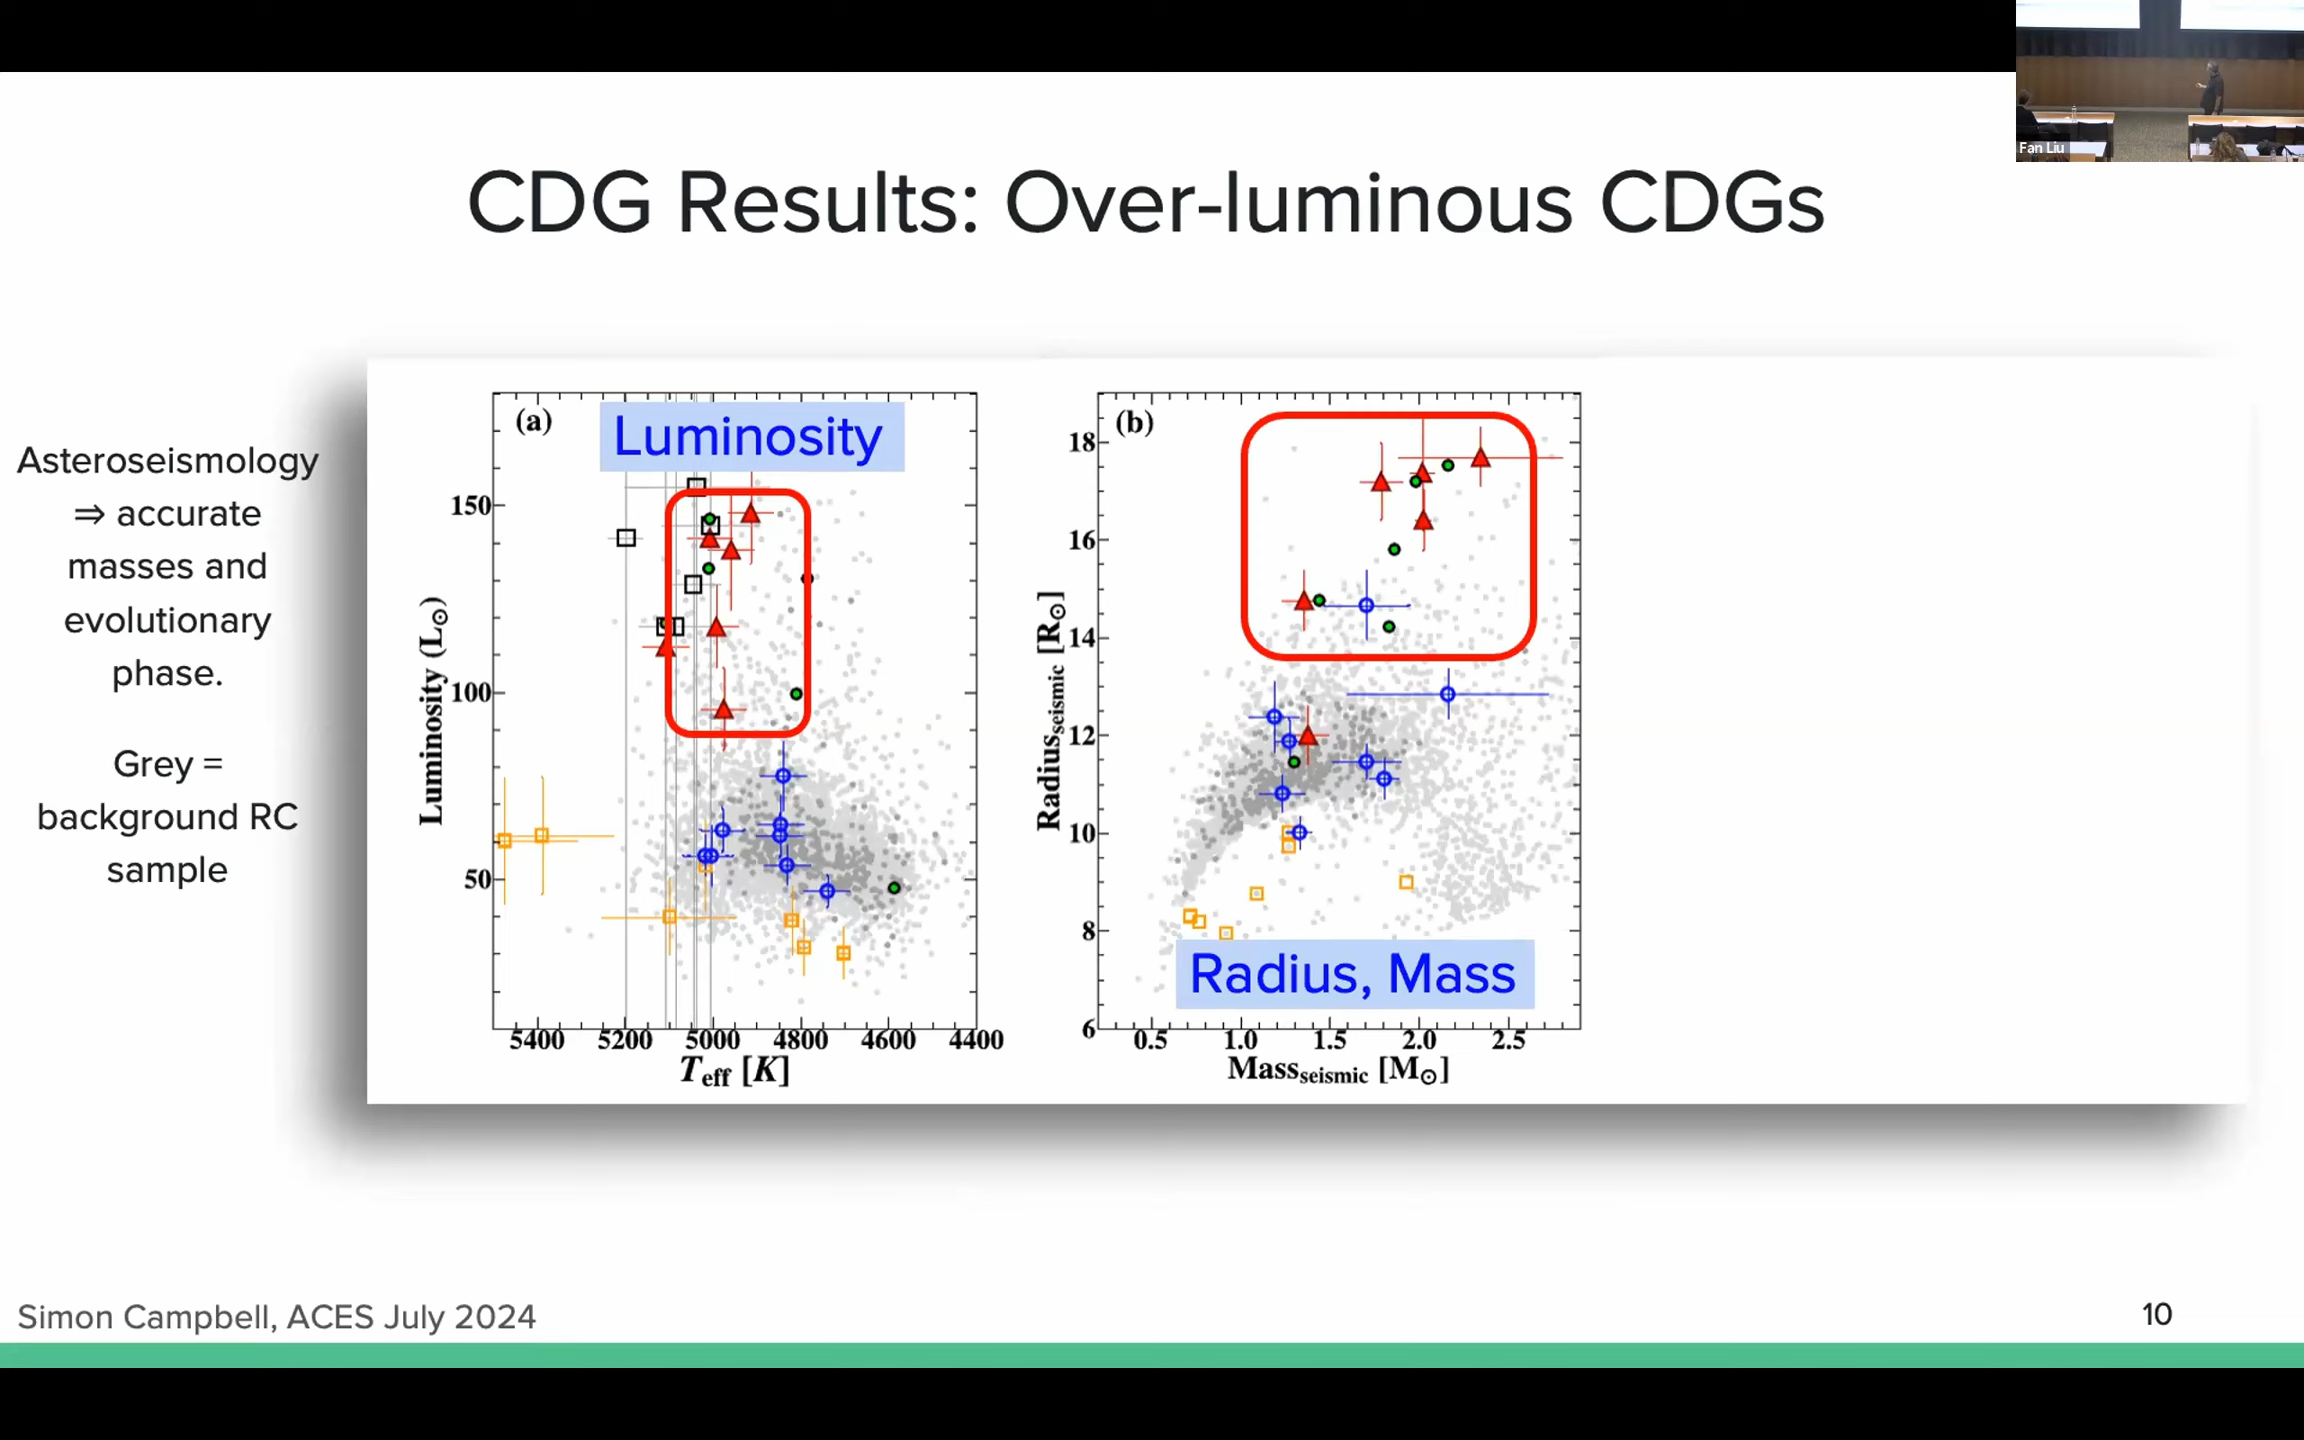 Fan Liu
CDG Results: Over-luminous CDGs
Asteroseismology
⇒ accurate
masses and
evolutionary
phase.
Grey =
background RC
sample
(a)
Luminosity
150
100
50
Luminosity (L⊙)
5400 5200 5000 4800 4600 4400
Teff [K]
(b)
18
16
14
12
10
8
6
Radiusseismic [R⊙]
Radius, Mass
0.5 1.0 1.5 2.0 2.5
Massseismic [M⊙]
Simon Campbell, ACES July 2024
10